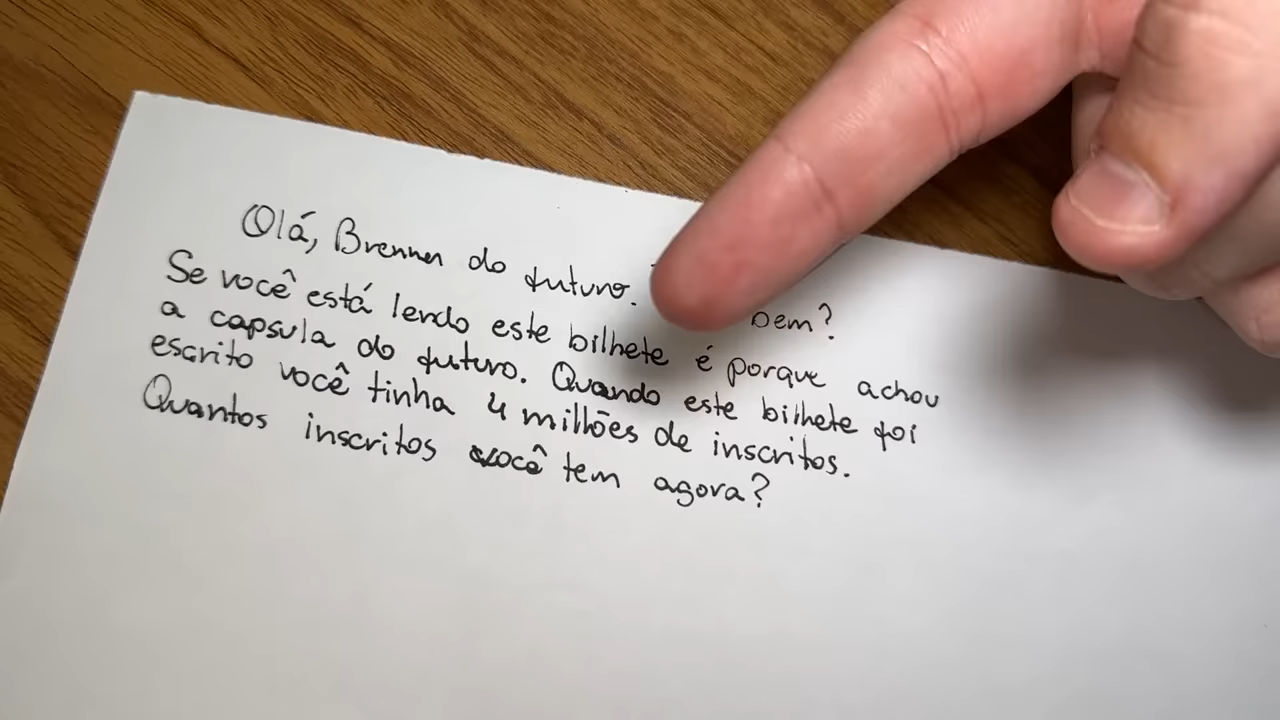 Olá, Brenner do futuro. bem?
Se você está lendo este bilhete é porque achou
a capsula do futuro. Quando este bilhete foi
escrito você tinha 4 milhões de inscritos.
Quantos inscritos você tem agora?